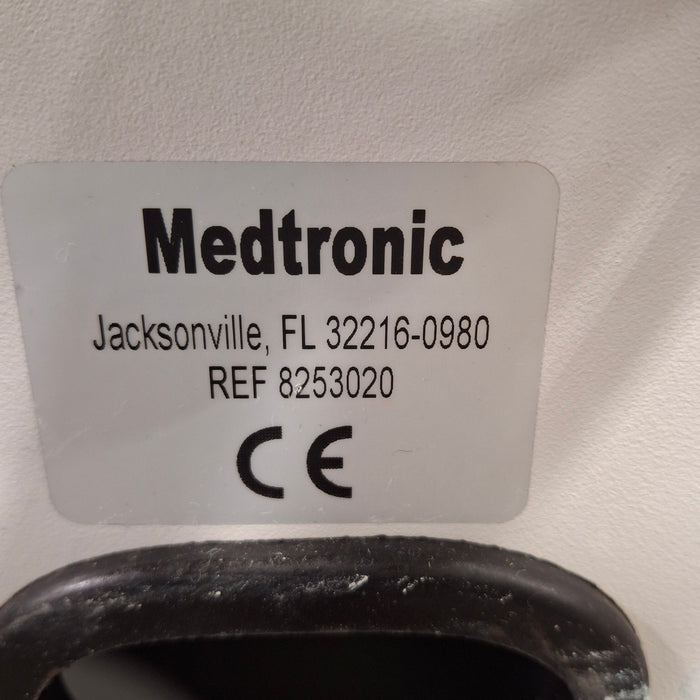 Medtronic
Jacksonville, FL 32216-0980
REF 8253020
CE